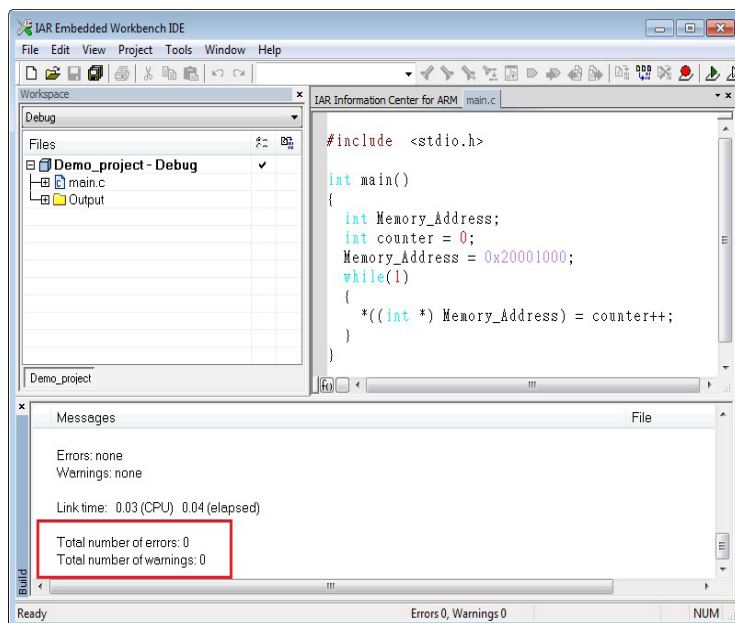 IAR Embedded Workbench IDE
File Edit View Project Tools Window Help
Workspace
IAR Information Center for ARM main.c
Debug
Files
Demo_project - Debug
main.c
Output
Demo_project
#include <stdio.h>
int main()
{
int Memory_Address;
int counter = 0;
Memory_Address = 0x20001000;
while(1)
{
*((int *) Memory_Address) = counter++;
}
}
f()
Messages File
Errors: none
Warnings: none
Link time: 0.03 (CPU) 0.04 (elapsed)
Total number of errors: 0
Total number of warnings: 0
Build
Ready Errors 0, Warnings 0 NUM